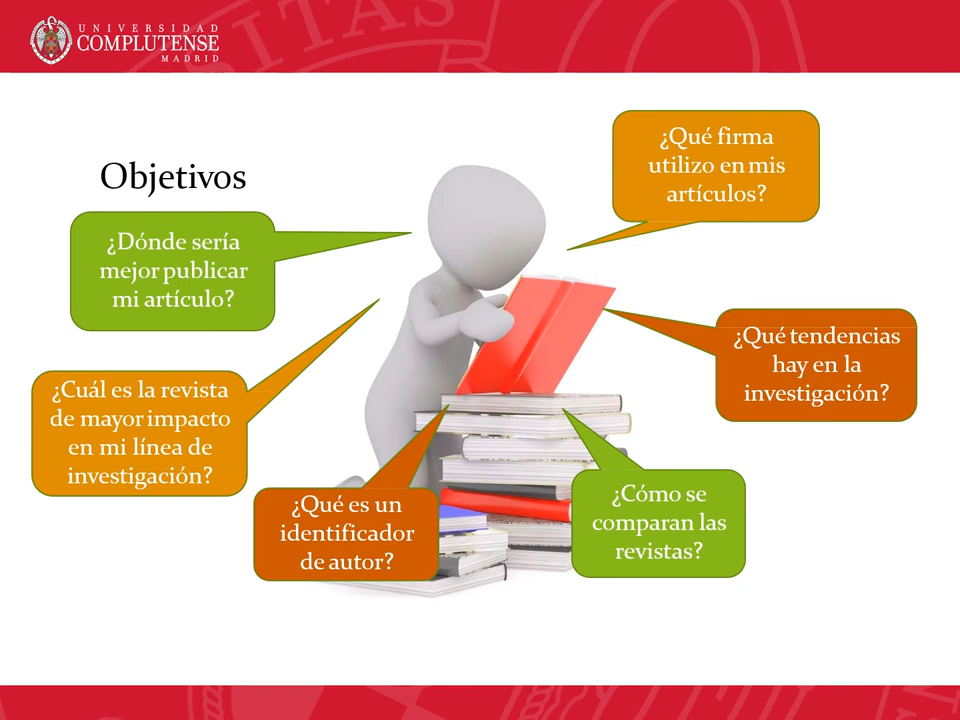 UNIVERSIDAD
COMPLUTENSE
MADRID
Objetivos
¿Qué firma
utilizo en mis
artículos?
¿Dónde sería
mejor publicar
mi artículo?
¿Qué tendencias
hay en la
investigación?
¿Cuál es la revista
de mayor impacto
en mi línea de
investigación?
¿Qué es un
identificador
de autor?
¿Cómo se
comparan las
revistas?